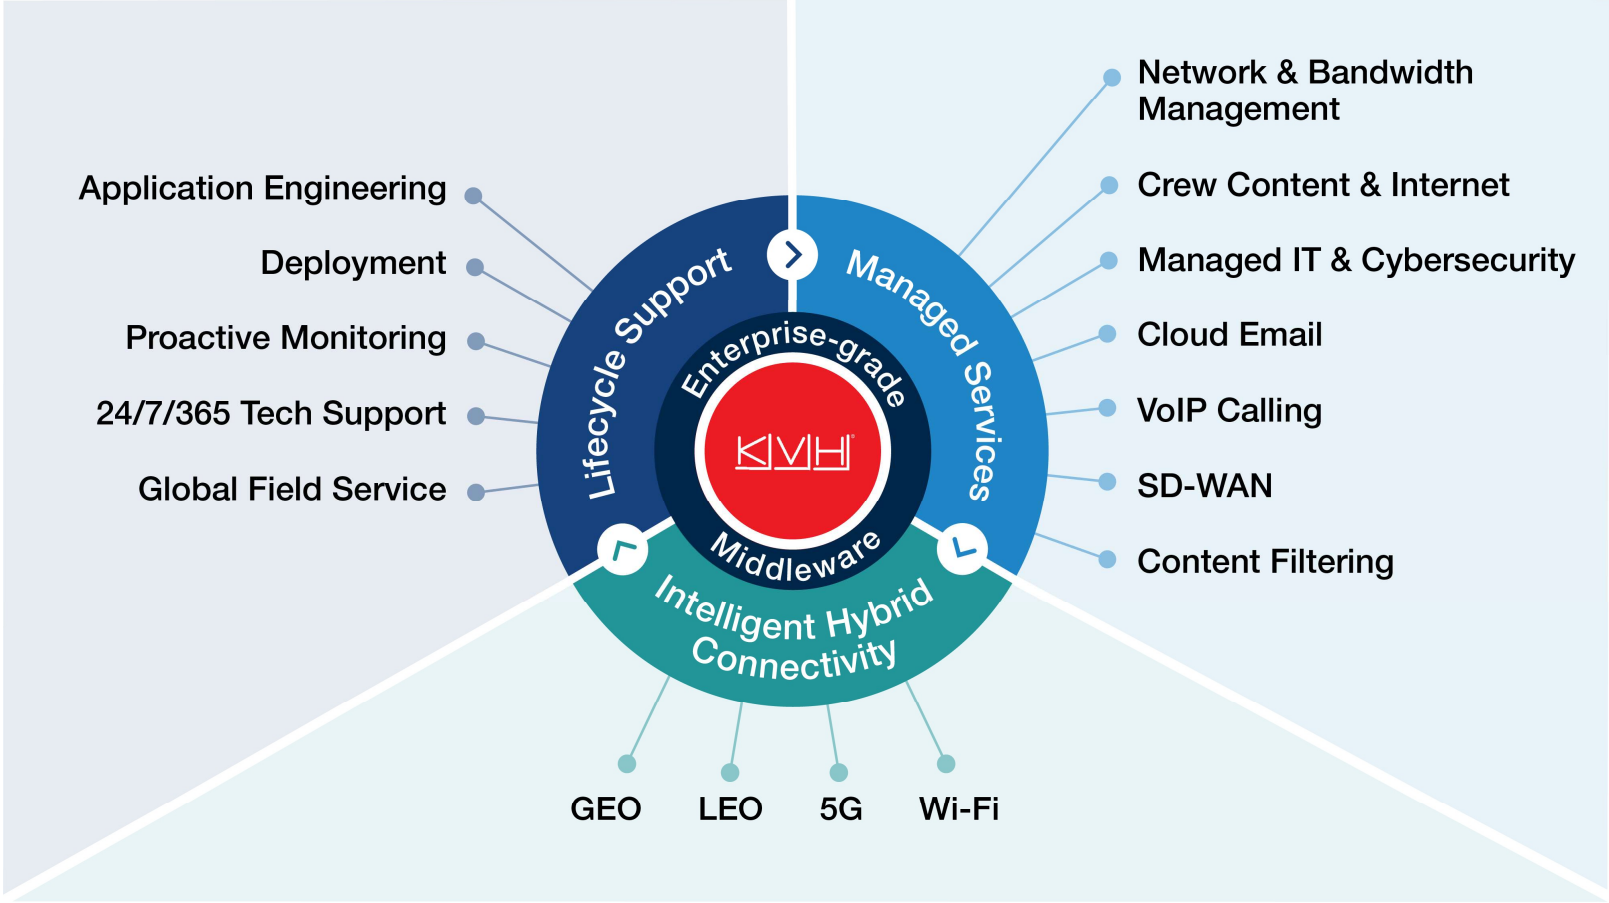 Application Engineering
Deployment
Proactive Monitoring
24/7/365 Tech Support
Global Field Service
Lifecycle Support
Managed Services
Enterprise-grade
KVH®
Middleware
Intelligent Hybrid
Connectivity
Network & Bandwidth
Management
Crew Content & Internet
Managed IT & Cybersecurity
Cloud Email
VoIP Calling
SD-WAN
Content Filtering
GEO
LEO
5G
Wi-Fi